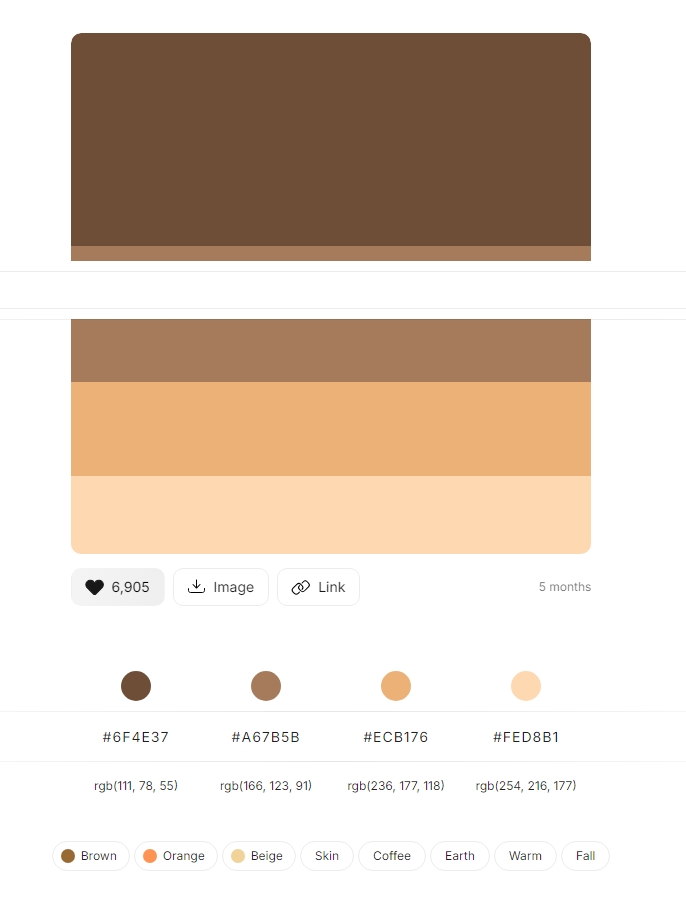 6,905 Image Link 5 months
#6F4E37 #A67B5B #ECB176 #FED8B1
rgb(111, 78, 55) rgb(166, 123, 91) rgb(236, 177, 118) rgb(254, 216, 177)
Brown Orange Beige Skin Coffee Earth Warm Fall